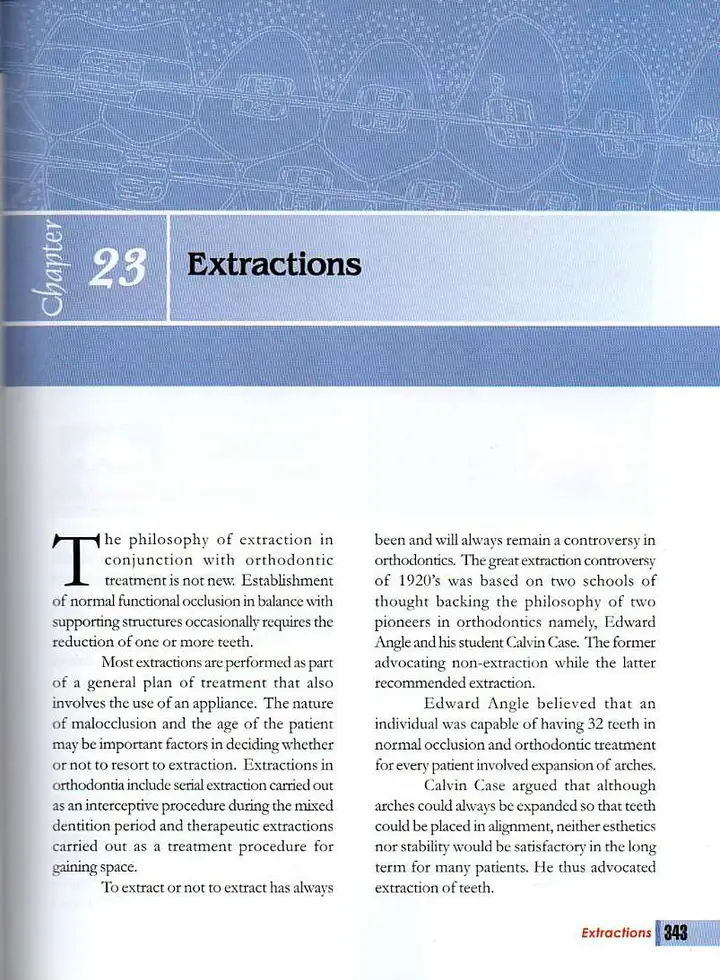 Chapter
23
Extractions
The philosophy of extraction in
conjunction with orthodontic
treatment is not new. Establishment
of normal functional occlusion in balance with
supporting structures occasionally requires the
reduction of one or more teeth.
Most extractions are performed as part
of a general plan of treatment that also
involves the use of an appliance. The nature
of malocclusion and the age of the patient
may be important factors in deciding whether
or not to resort to extraction. Extractions in
orthodontia include serial extraction carried out
as an interceptive procedure during the mixed
dentition period and therapeutic extractions
carried out as a treatment procedure for
gaining space.
To extract or not to extract has always
been and will always remain a controversy in
orthodontics. The great extraction controversy
of 1920's was based on two schools of
thought backing the philosophy of two
pioneers in orthodontics namely, Edward
Angle and his student Calvin Case. The former
advocating non-extraction while the latter
recommended extraction.
Edward Angle believed that an
individual was capable of having 32 teeth in
normal occlusion and orthodontic treatment
for every patient involved expansion of arches.
Calvin Case argued that although
arches could always be expanded so that teeth
could be placed in alignment, neither esthetics
nor stability would be satisfactory in the long
term for many patients. He thus advocated
extraction of teeth.
Extractions 343